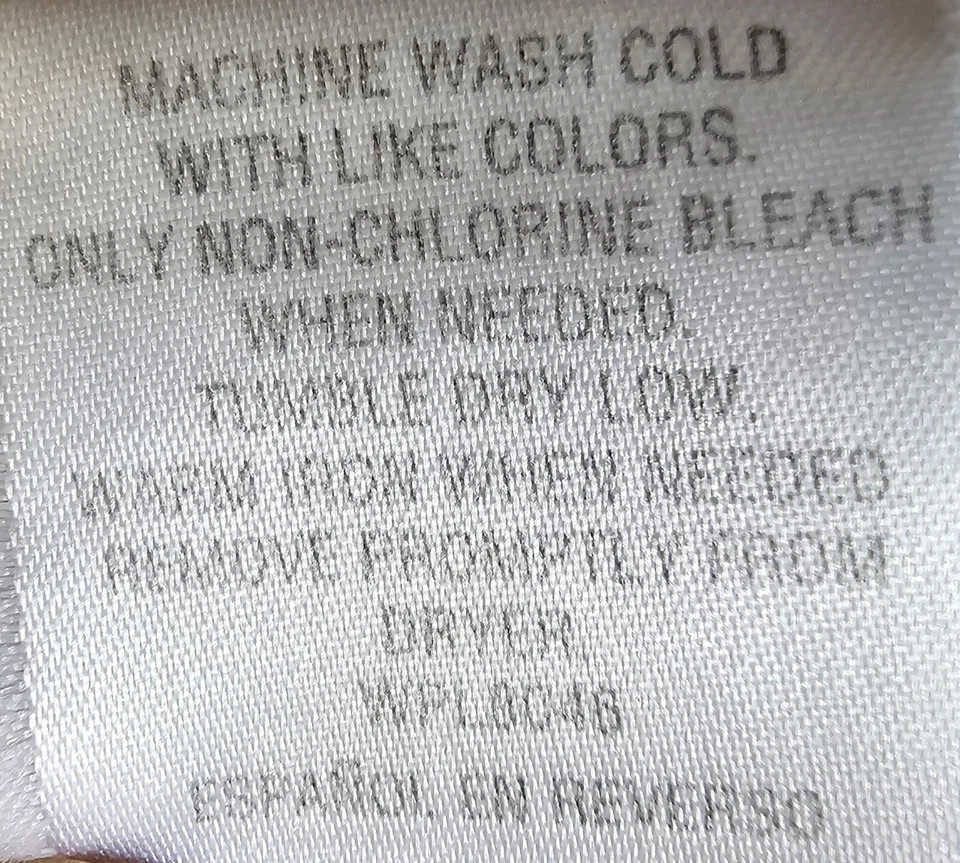 MACHINE WASH COLD
WITH LIKE COLORS.
ONLY NON-CHLORINE BLEACH
WHEN NEEDED.
TUMBLE DRY LOW.
WARM IRON WHEN NEEDED
REMOVE PROMPTLY FROM
DRYER
ESPAÑOL EN REVERSO